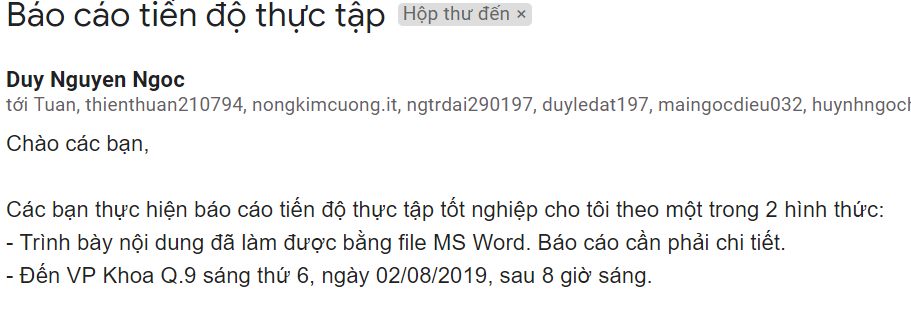 Báo cáo tiến độ thực tập Hộp thư đến ×
Duy Nguyen Ngoc
tới Tuan, thienthuan210794, nongkimcuong.it, ngtrdai290197, duyledat197, maingocdieu032, huynhngoch
Chào các bạn,
Các bạn thực hiện báo cáo tiến độ thực tập tốt nghiệp cho tôi theo một trong 2 hình thức:
- Trình bày nội dung đã làm được bằng file MS Word. Báo cáo cần phải chi tiết.
- Đến VP Khoa Q.9 sáng thứ 6, ngày 02/08/2019, sau 8 giờ sáng.